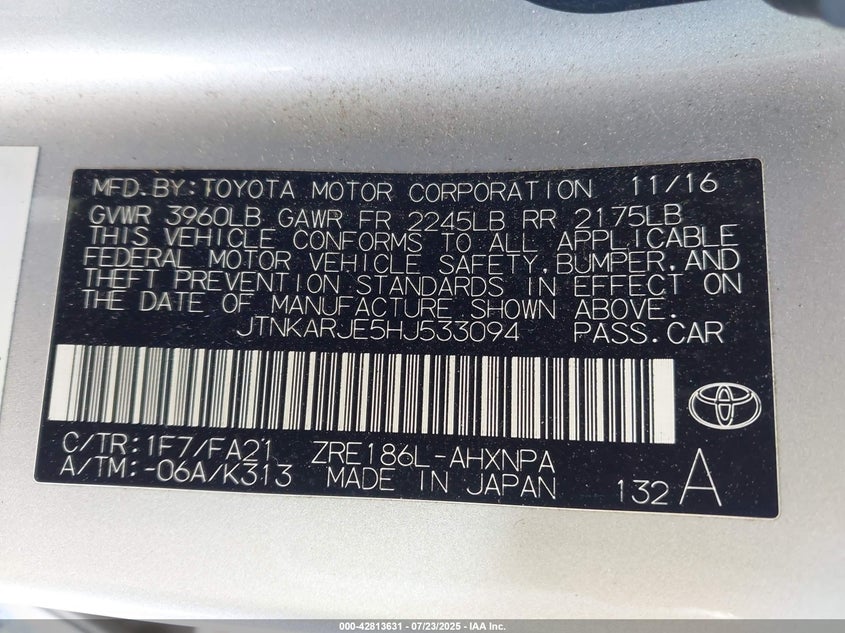 MFD.BY:TOYOTA MOTOR CORPORATION 11/16
GVWR 3960LB GAWR FR 2245LB RR 2175LB
THIS VEHICLE CONFORMS TO ALL APPLICABLE
FEDERAL MOTOR VEHICLE SAFETY,BUMPER,AND
THEFT PREVENTION STANDARDS IN EFFECT ON
THE DATE OF MANUFACTURE SHOWN ABOVE.
JTNKARJE5HJ533094 PASS.CAR
C/TR:1F7/FA21 ZRE186L-AHXNPA
A/TM:-06A/K313 MADE IN JAPAN 132 A
000-42813631 / 07/23/2025 - IAA Inc.